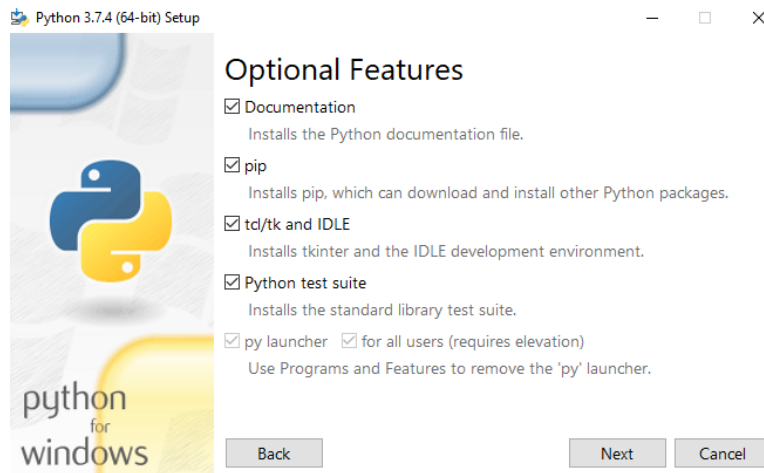 Python 3.7.4 (64-bit) Setup
Optional Features
Documentation
Installs the Python documentation file.
pip
Installs pip, which can download and install other Python packages.
tcl/tk and IDLE
Installs tkinter and the IDLE development environment.
Python test suite
Installs the standard library test suite.
py launcher for all users (requires elevation)
Use Programs and Features to remove the 'py' launcher.
python
for
windows
Back Next Cancel